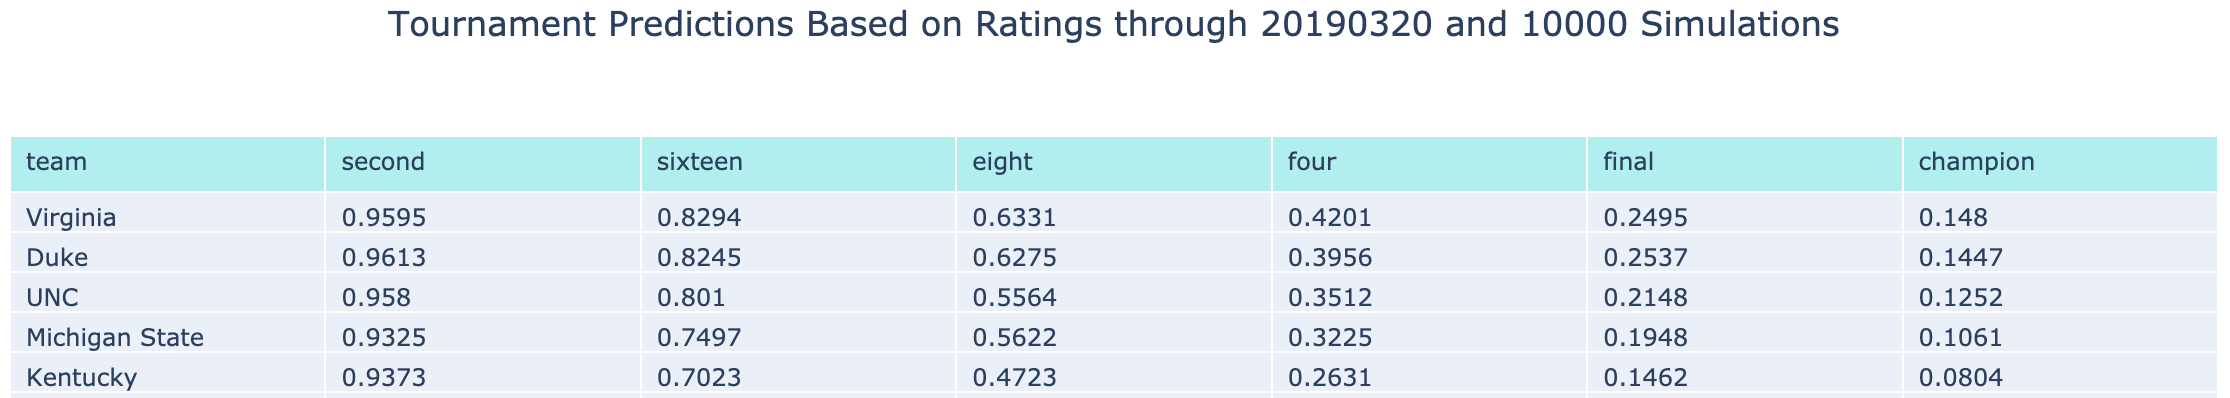 Tournament Predictions Based on Ratings through 20190320 and 10000 Simulations
team second sixteen eight four final champion
Virginia 0.9595 0.8294 0.6331 0.4201 0.2495 0.148
Duke 0.9613 0.8245 0.6275 0.3956 0.2537 0.1447
UNC 0.958 0.801 0.5564 0.3512 0.2148 0.1252
Michigan State 0.9325 0.7497 0.5622 0.3225 0.1948 0.1061
Kentucky 0.9373 0.7023 0.4723 0.2631 0.1462 0.0804